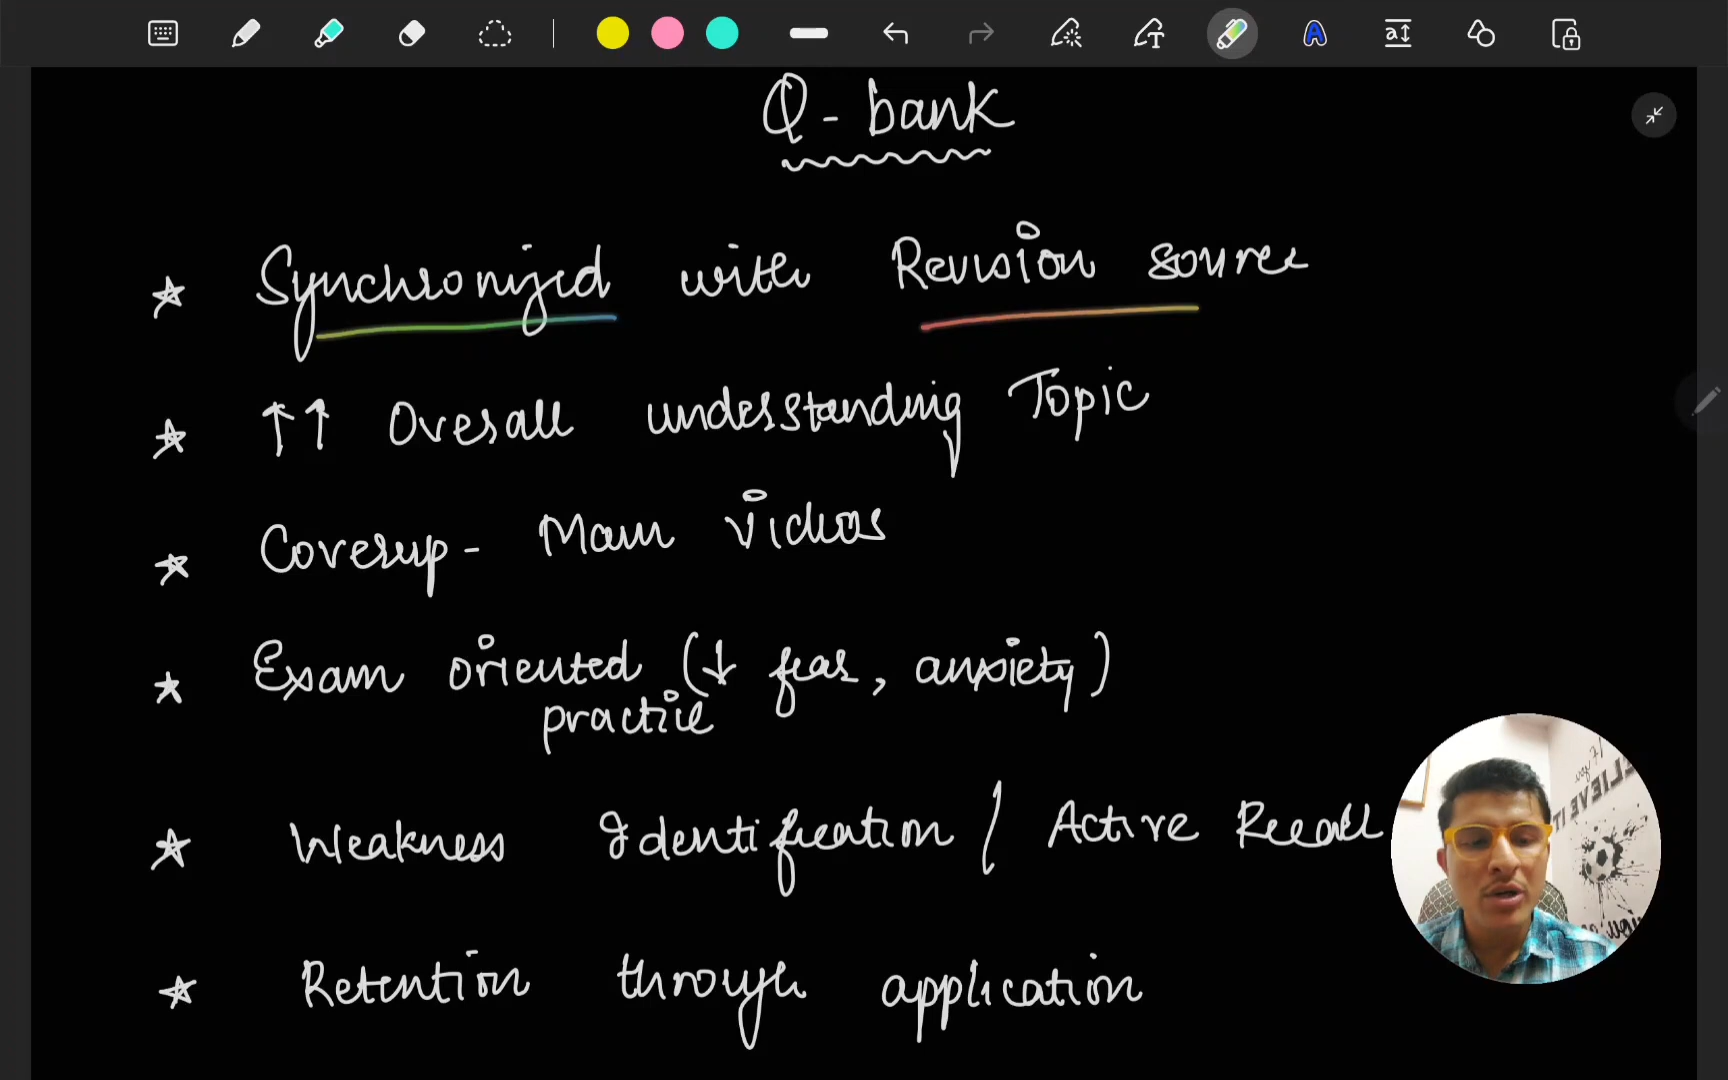 Q - bank
★ Synchronized with Revision source
★ ↑↑ Overall understanding Topic
★ Coverup - Main videos
★ Exam oriented (↓ fear, anxiety)
practice
★ Weakness Identification / Active Recall
★ Retention through application